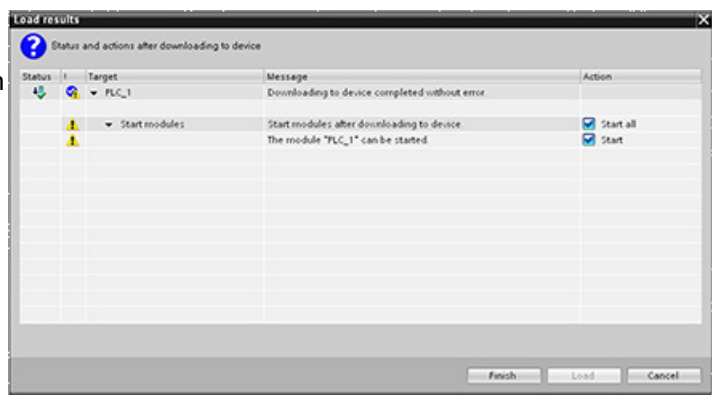 Load results
Status and actions after downloading to device
Status ! Target Message Action
PLC_1 Downloading to device completed without error.
Start modules Start modules after downloading to device. Start all
The module "PLC_1" can be started. Start
Finish Load Cancel